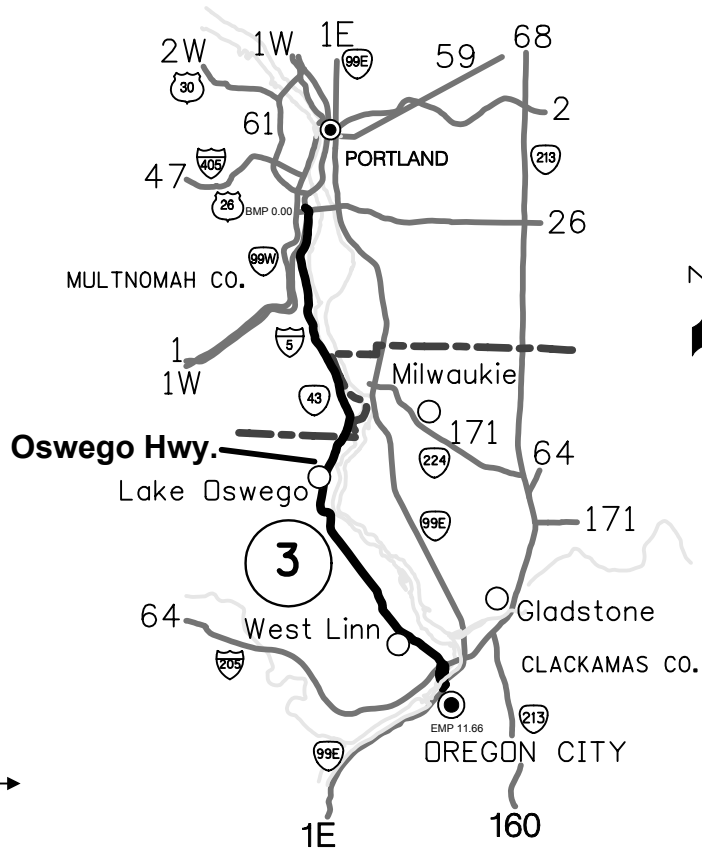 2W
1W
1E
68
59
99E
30
61
2
PORTLAND
405
213
47
26
BMP 0.00
26
99W
MULTNOMAH CO.
N
5
1
1W
Milwaukie
43
171
Oswego Hwy.
64
224
Lake Oswego
99E
171
3
Gladstone
64
West Linn
205
CLACKAMAS CO.
213
EMP 11.66
OREGON CITY
99E
1E
160